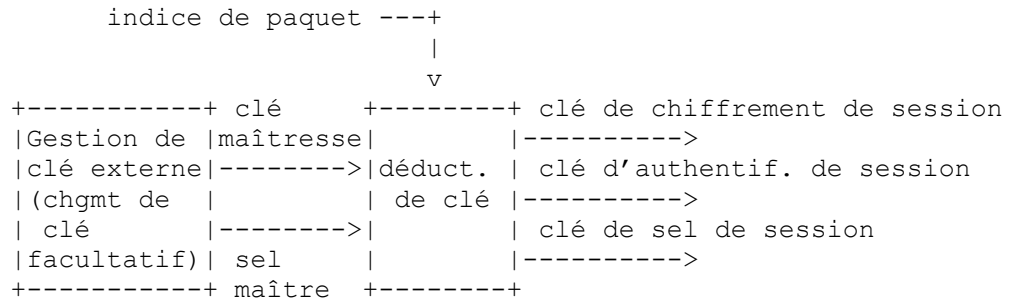 indice de paquet ---+
|
v
+-----------+ clé +--------+ clé de chiffrement de session
|Gestion de |maîtresse| |---------->
|clé externe|-------->|déduct. | clé d'authentif. de session
|(chgmt de | | de clé |---------->
| clé |-------->| | clé de sel de session
|facultatif)| sel | |---------->
+-----------+ maître +--------+